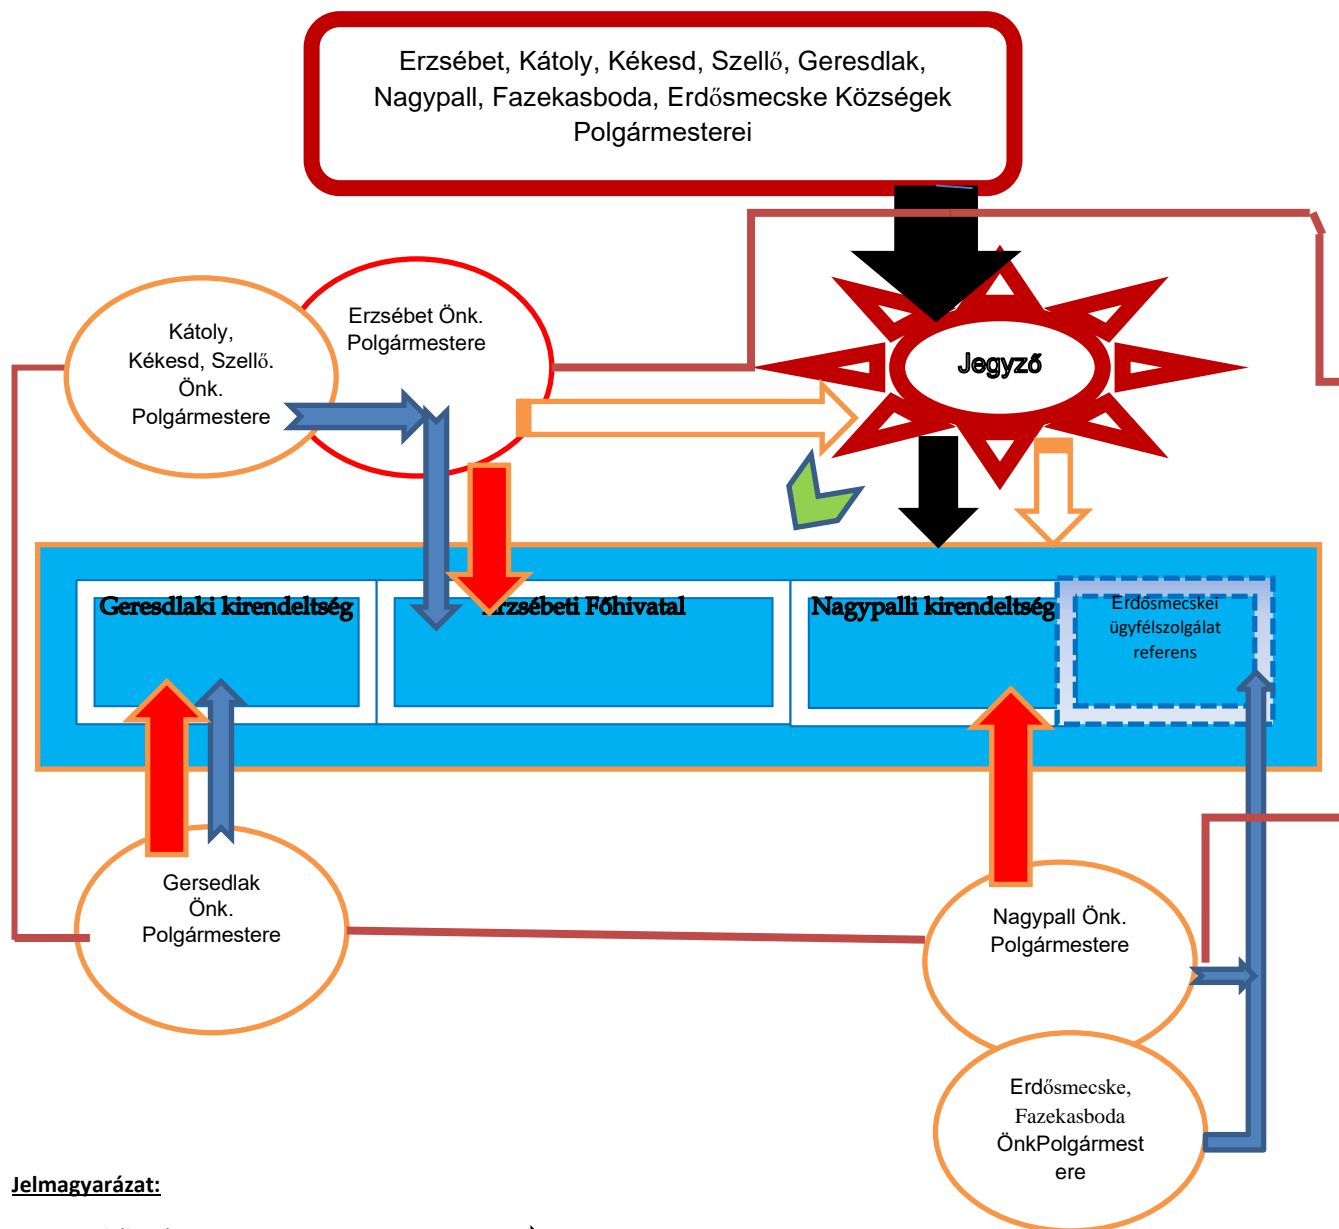 Erzsébet, Kátoly, Kékesd, Szellő, Geresdlak,
Nagypall, Fazekasboda, Erdősmecske Községek
Polgármesterei
Kátoly,
Kékesd, Szellő.
Önk.
Polgármestere
Erzsébet Önk.
Polgármestere
Jegyző
Geresdlaki kirendeltség
Erzsébeti Főhivatal
Nagypalli kirendeltség
Erdősmecskei
ügyfélszolgálat
referens
Gersedlak
Önk.
Polgármestere
Nagypall Önk.
Polgármestere
Erdősmecske,
Fazekasboda
ÖnkPolgármest
ere
Jelmagyarázat: